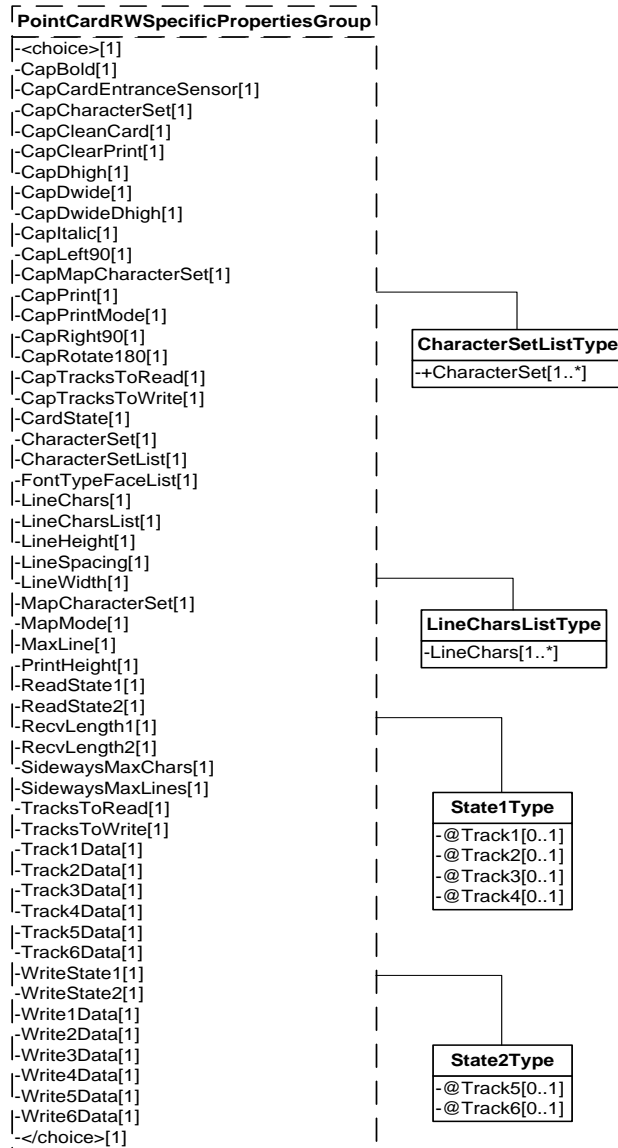 PointCardRWSpecificPropertiesGroup
-<choice>[1]
-CapBold[1]
-CapCardEntranceSensor[1]
-CapCharacterSet[1]
-CapCleanCard[1]
-CapClearPrint[1]
-CapDhigh[1]
-CapDwide[1]
-CapDwideDhigh[1]
-CapItalic[1]
-CapLeft90[1]
-CapMapCharacterSet[1]
-CapPrint[1]
-CapPrintMode[1]
-CapRight90[1]
-CapRotate180[1]
-CapTracksToRead[1]
-CapTracksToWrite[1]
-CardState[1]
-CharacterSet[1]
-CharacterSetList[1]
-FontTypeFaceList[1]
-LineChars[1]
-LineCharsList[1]
-LineHeight[1]
-LineSpacing[1]
-LineWidth[1]
-MapCharacterSet[1]
-MapMode[1]
-MaxLine[1]
-PrintHeight[1]
-ReadState1[1]
-ReadState2[1]
-RecvLength1[1]
-RecvLength2[1]
-SidewaysMaxChars[1]
-SidewaysMaxLines[1]
-TracksToRead[1]
-TracksToWrite[1]
-Track1Data[1]
-Track2Data[1]
-Track3Data[1]
-Track4Data[1]
-Track5Data[1]
-Track6Data[1]
-WriteState1[1]
-WriteState2[1]
-Write1Data[1]
-Write2Data[1]
-Write3Data[1]
-Write4Data[1]
-Write5Data[1]
-Write6Data[1]
-</choice>[1]
CharacterSetListType
-+CharacterSet[1..*]
LineCharsListType
-LineChars[1..*]
State1Type
-@Track1[0..1]
-@Track2[0..1]
-@Track3[0..1]
-@Track4[0..1]
State2Type
-@Track5[0..1]
-@Track6[0..1]